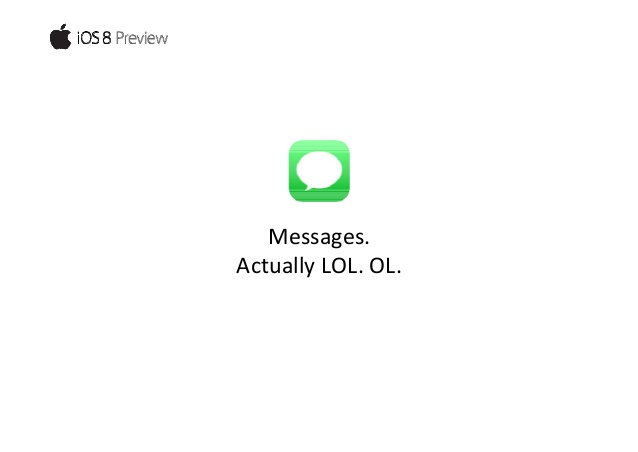 iOS 8 Preview
Messages.
Actually LOL. OL.